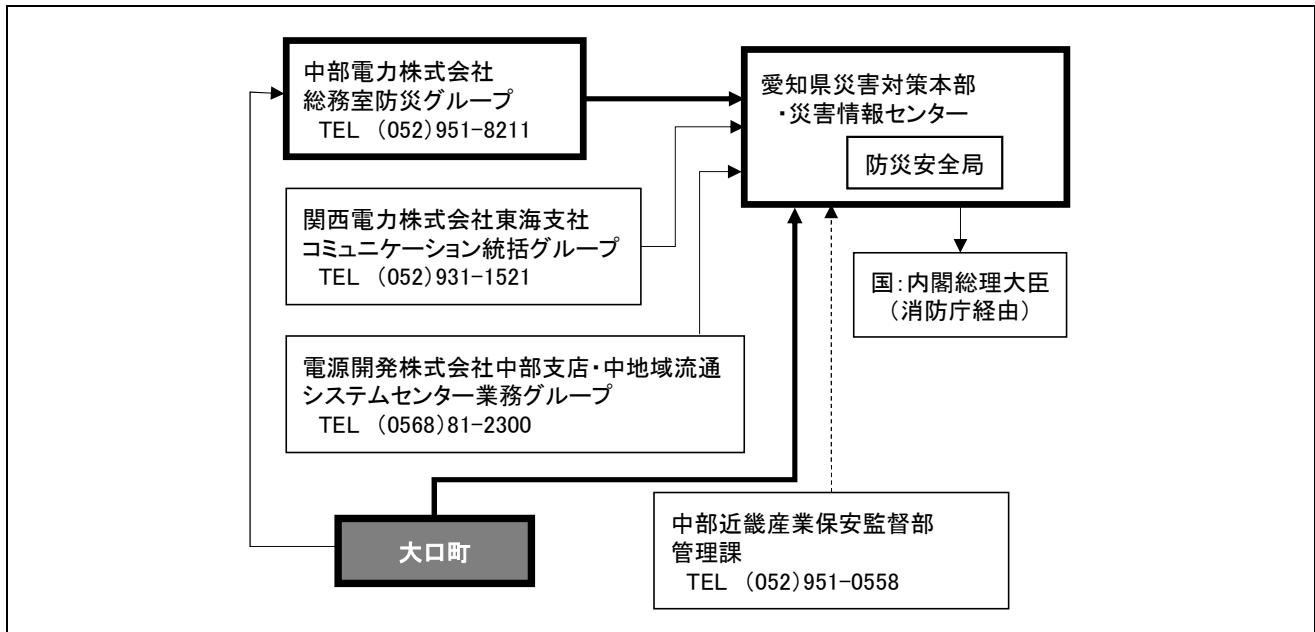 中部電力株式会社
総務室防災グループ
TEL (052)951-8211
愛知県災害対策本部
・災害情報センター
防災安全局
関西電力株式会社東海支社
コミュニケーション統括グループ
TEL (052)931-1521
国:内閣総理大臣
(消防庁経由)
電源開発株式会社中部支店・中地域流通
システムセンター業務グループ
TEL (0568)81-2300
大口町
中部近畿産業保安監督部
管理課
TEL (052)951-0558